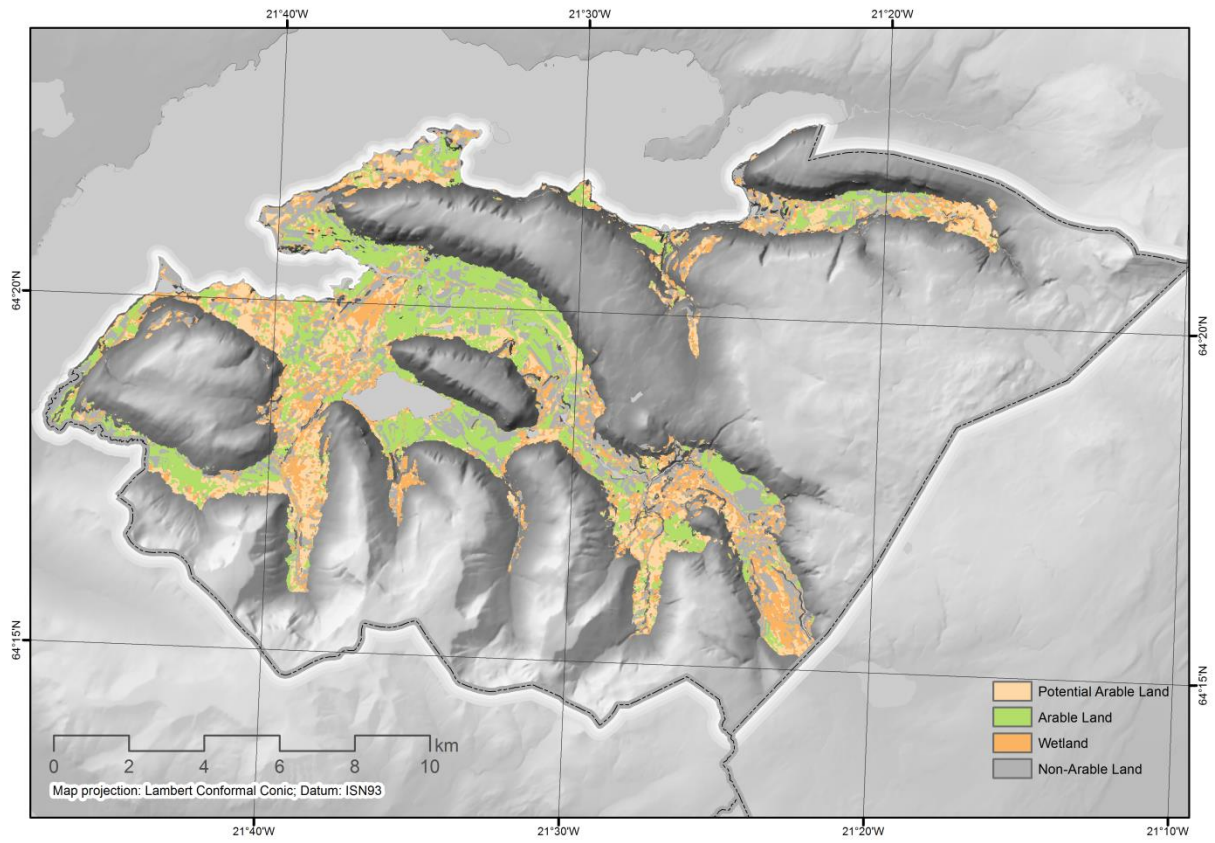 21°40'W 21°30'W 21°20'W
64°20'N
64°20'N
64°15'N
64°15'N
Potential Arable Land
Arable Land
Wetland
Non-Arable Land
km
0 2 4 6 8 10
Map projection: Lambert Conformal Conic; Datum: ISN93
21°40'W 21°30'W 21°20'W 21°10'W